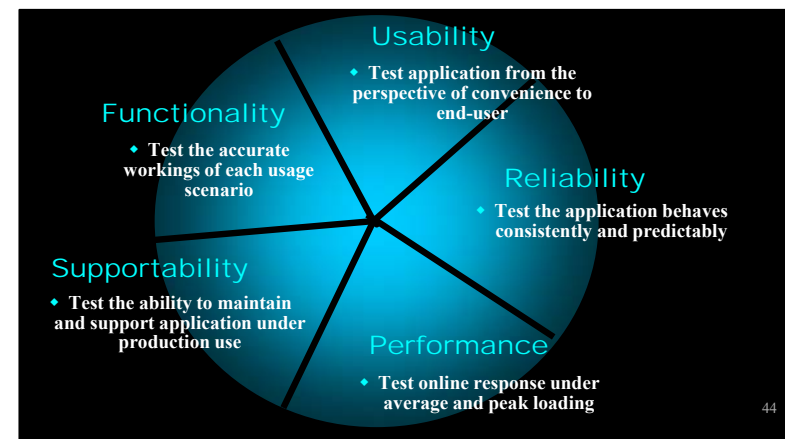 Usability
◆ Test application from the
perspective of convenience to
end-user
Functionality
◆ Test the accurate
workings of each usage
scenario
Reliability
◆ Test the application behaves
consistently and predictably
Supportability
◆ Test the ability to maintain
and support application under
production use
Performance
◆ Test online response under
average and peak loading
44